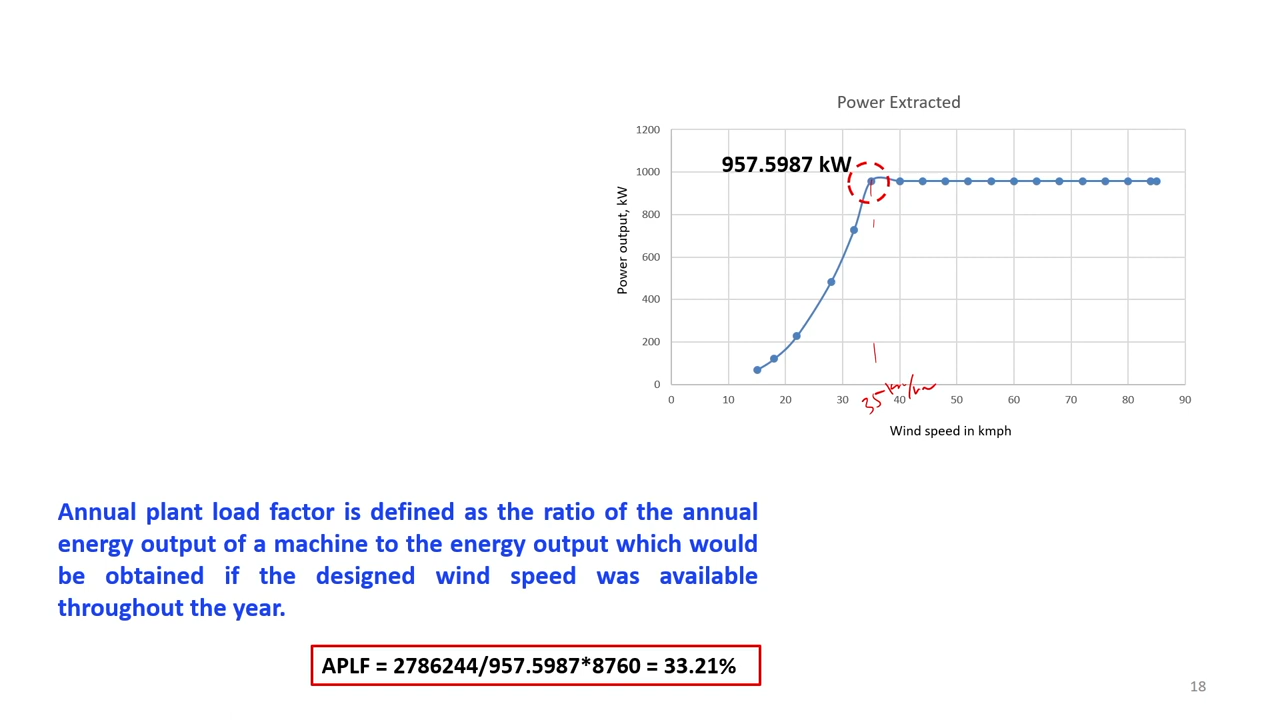 Power Extracted
1200
1000
800
600
400
200
0
957.5987 kW
Power output, kW
0 10 20 30 40 50 60 70 80 90
35 km/hr
Wind speed in kmph
Annual plant load factor is defined as the ratio of the annual
energy output of a machine to the energy output which would
be obtained if the designed wind speed was available
throughout the year.
APLF = 2786244/957.5987*8760 = 33.21%
18